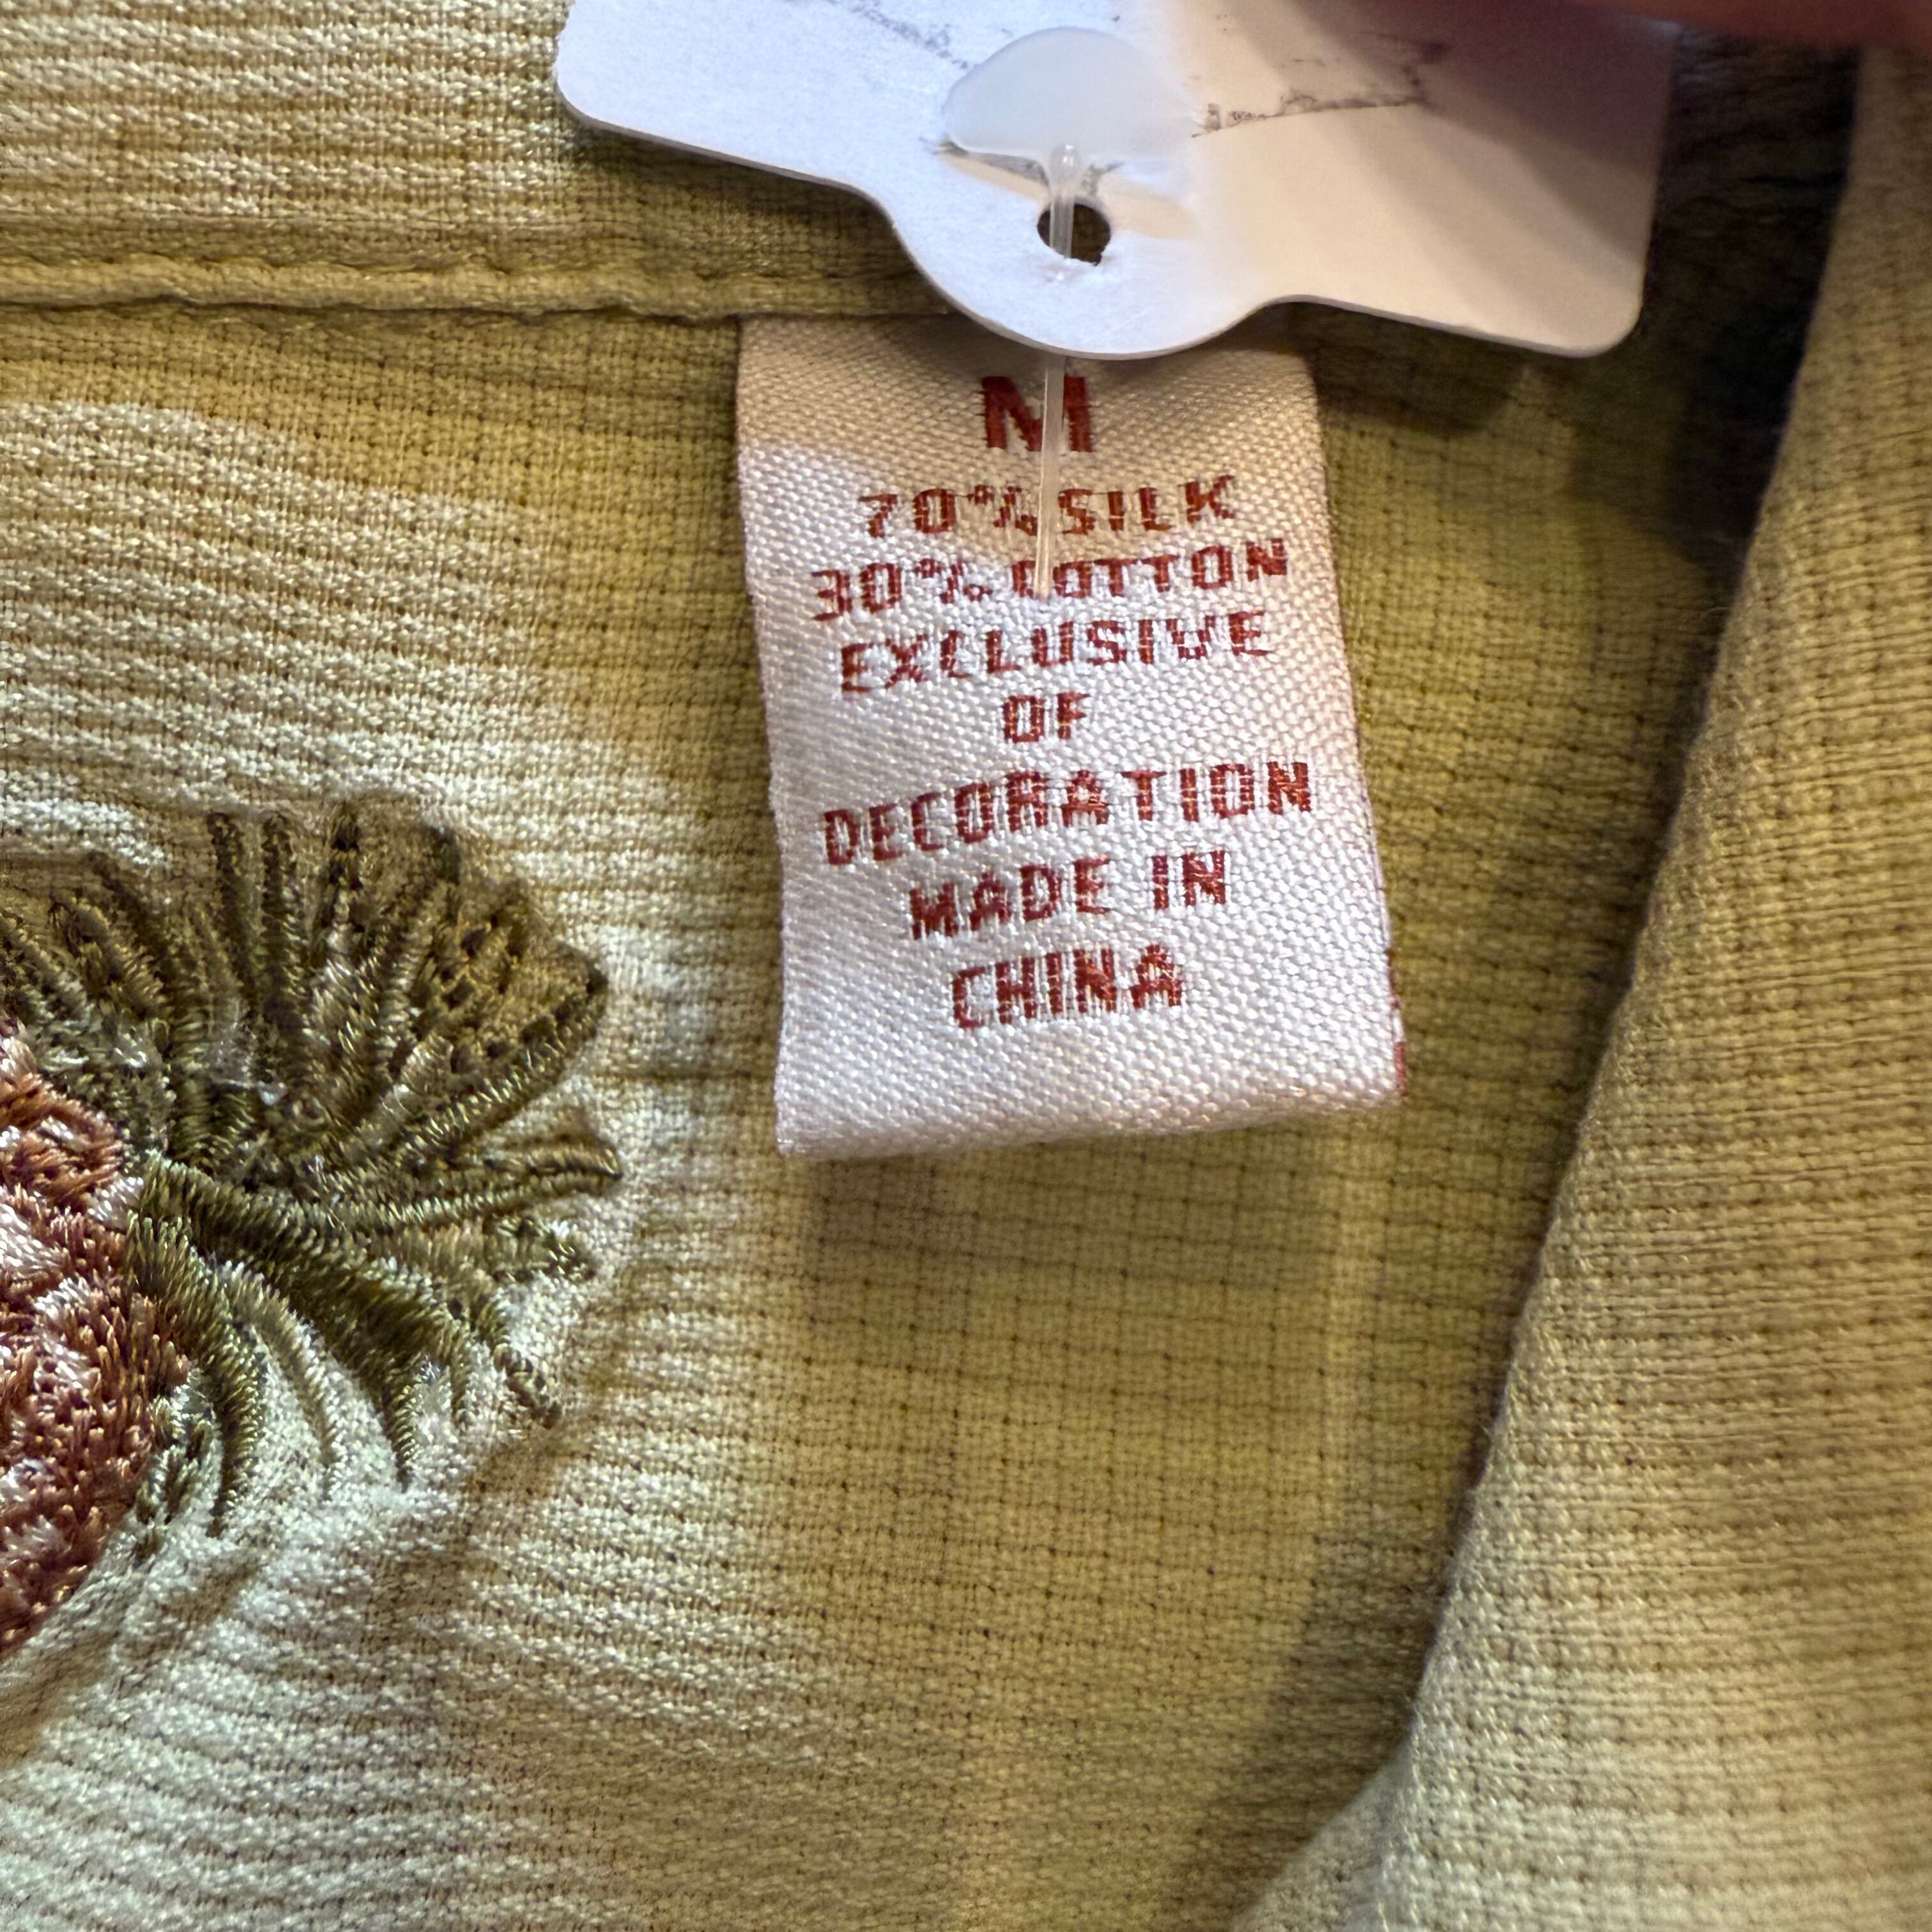 M
70% SILK
30% COTTON
EXCLUSIVE
OF
DECORATION
MADE IN
CHINA